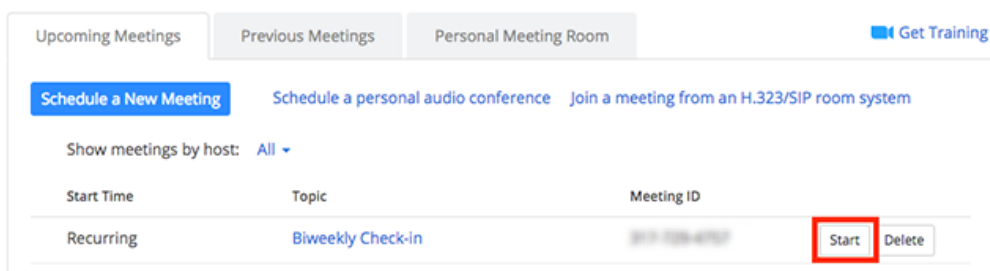 Upcoming Meetings Previous Meetings Personal Meeting Room Get Training
Schedule a New Meeting Schedule a personal audio conference Join a meeting from an H.323/SIP room system
Show meetings by host: All
Start Time Topic Meeting ID
Recurring Biweekly Check-in Start Delete